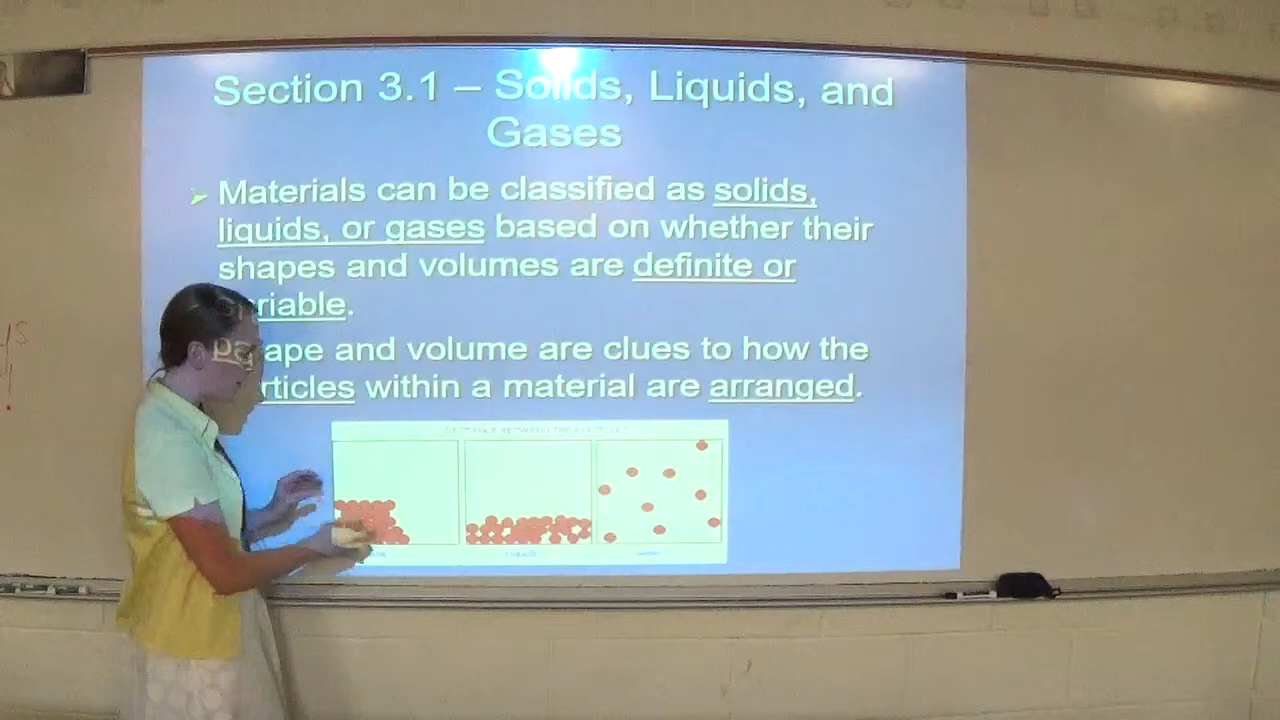 Section 3.1 – Solids, Liquids, and
Gases
➢ Materials can be classified as solids,
liquids, or gases based on whether their
shapes and volumes are definite or
riable.
ape and volume are clues to how the
rticles within a material are arranged.